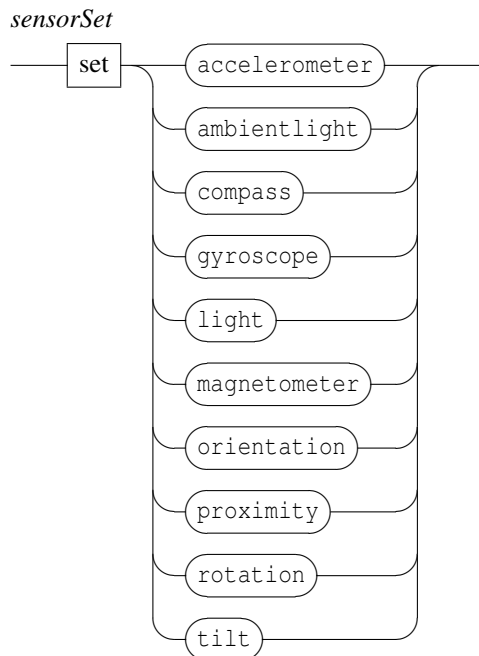 sensorSet
set accelerometer
ambientlight
compass
gyroscope
light
magnetometer
orientation
proximity
rotation
tilt